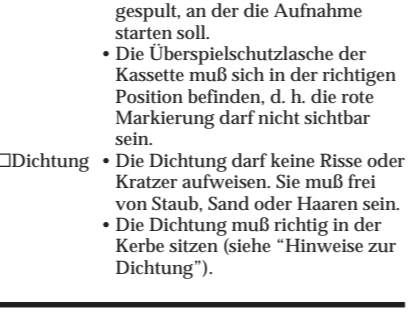 gespult, an der die Aufnahme
starten soll.
• Die Überspielschutzlasche der
Kassette muß sich in der richtigen
Position befinden, d. h. die rote
Markierung darf nicht sichtbar
sein.
□Dichtung • Die Dichtung darf keine Risse oder
Kratzer aufweisen. Sie muß frei
von Staub, Sand oder Haaren sein.
• Die Dichtung muß richtig in der
Kerbe sitzen (siehe “Hinweise zur
Dichtung”).